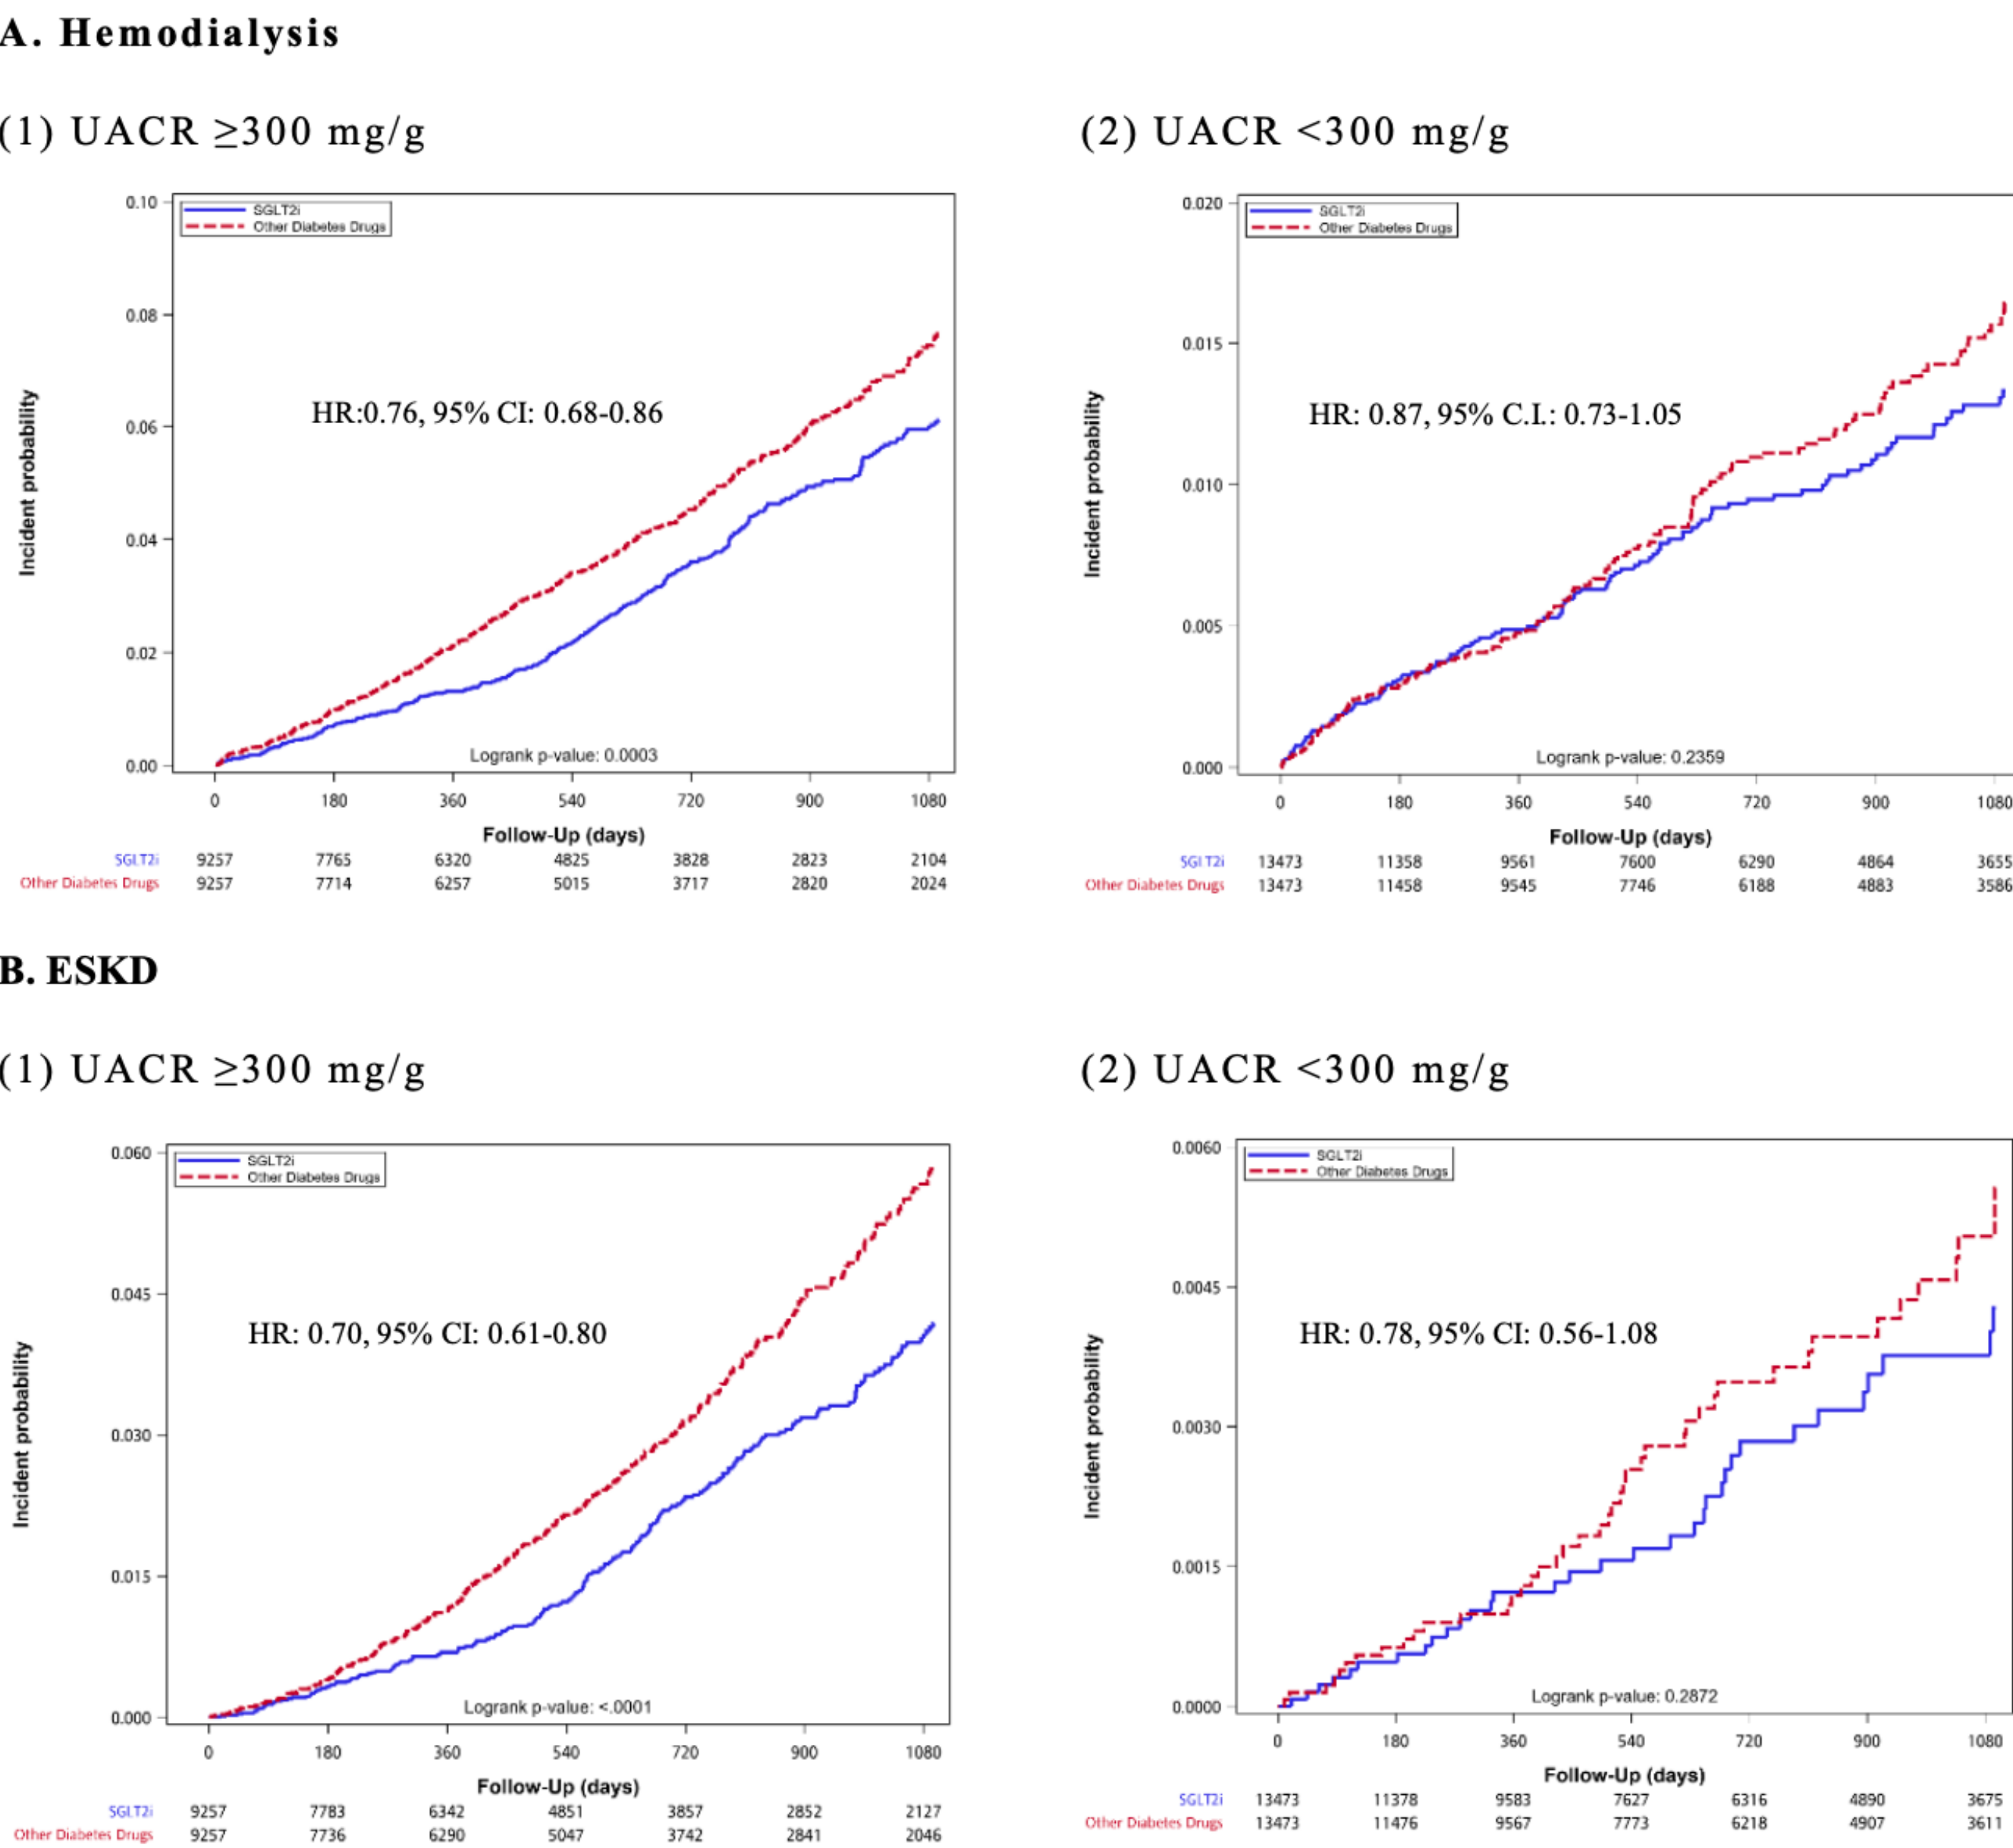 A. Hemodialysis
(1) UACR ≥300 mg/g
(2) UACR <300 mg/g
SGLT2i
Other Diabetes Drugs
0.10
0.08
0.06
0.04
0.02
0.00
Incident probability
HR:0.76, 95% CI: 0.68-0.86
Logrank p-value: 0.0003
0 180 360 540 720 900 1080
Follow-Up (days)
SGLT2i 9257 7765 6320 4825 3828 2823 2104
Other Diabetes Drugs 9257 7714 6257 5015 3717 2820 2024
SGLT2i
Other Diabetes Drugs
0.020
0.015
0.010
0.005
0.000
Incident probability
HR: 0.87, 95% C.I.: 0.73-1.05
Logrank p-value: 0.2359
0 180 360 540 720 900 1080
Follow-Up (days)
SGLT2i 13473 11358 9561 7600 6290 4864 3655
Other Diabetes Drugs 13473 11458 9545 7746 6188 4883 3586
B. ESKD
(1) UACR ≥300 mg/g
(2) UACR <300 mg/g
SGLT2i
Other Diabetes Drugs
0.060
0.045
0.030
0.015
0.000
Incident probability
HR: 0.70, 95% CI: 0.61-0.80
Logrank p-value: <.0001
0 180 360 540 720 900 1080
Follow-Up (days)
SGLT2i 9257 7783 6342 4851 3857 2852 2127
Other Diabetes Drugs 9257 7736 6290 5047 3742 2841 2046
SGLT2i
Other Diabetes Drugs
0.0060
0.0045
0.0030
0.0015
0.0000
Incident probability
HR: 0.78, 95% CI: 0.56-1.08
Logrank p-value: 0.2872
0 180 360 540 720 900 1080
Follow-Up (days)
SGLT2i 13473 11378 9583 7627 6316 4890 3675
Other Diabetes Drugs 13473 11476 9567 7773 6218 4907 3611